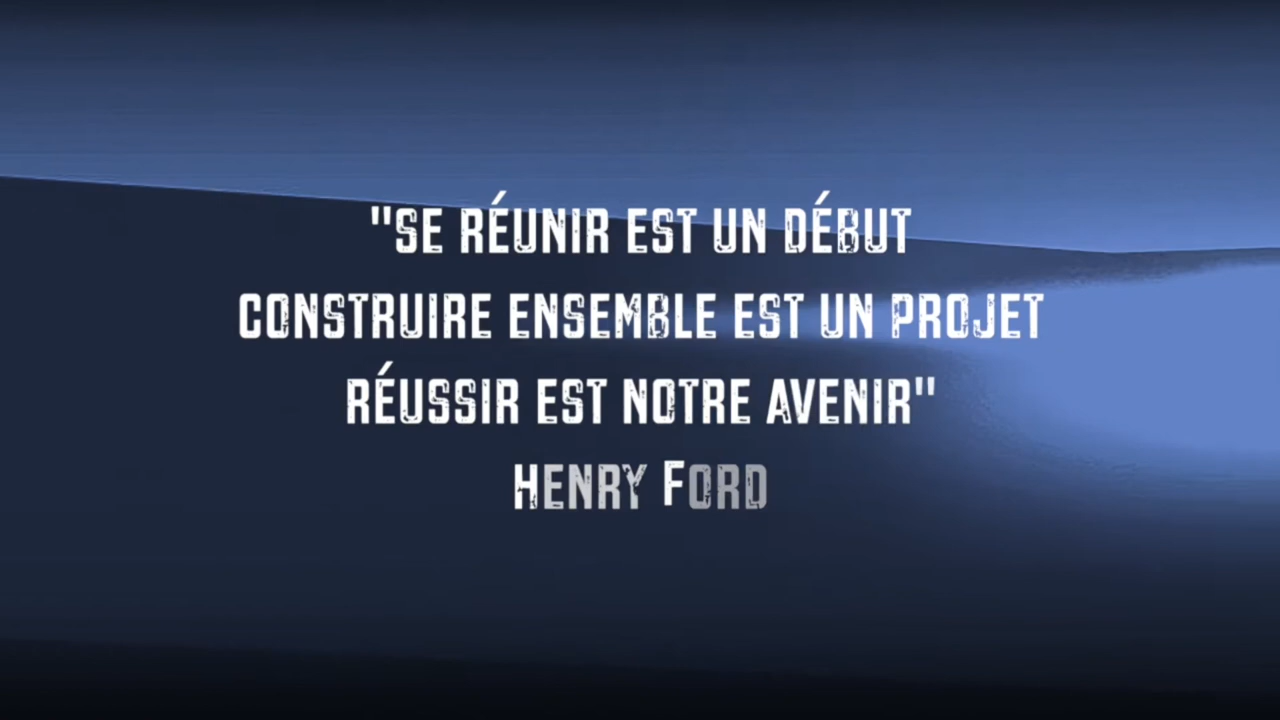 "SE RÉUNIR EST UN DÉBUT
CONSTRUIRE ENSEMBLE EST UN PROJET
RÉUSSIR EST NOTRE AVENIR"
HENRY FORD